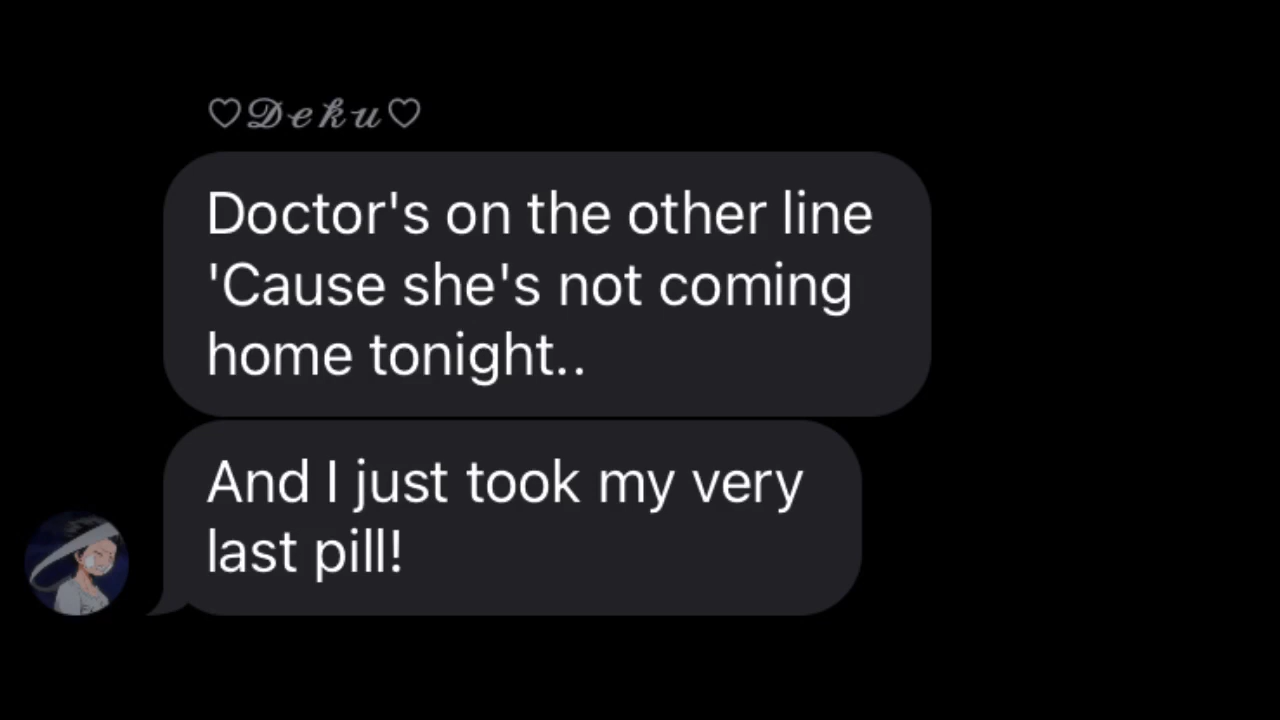 ♡𝓓𝓮𝓴𝓾♡
Doctor's on the other line
'Cause she's not coming
home tonight..
And I just took my very
last pill!